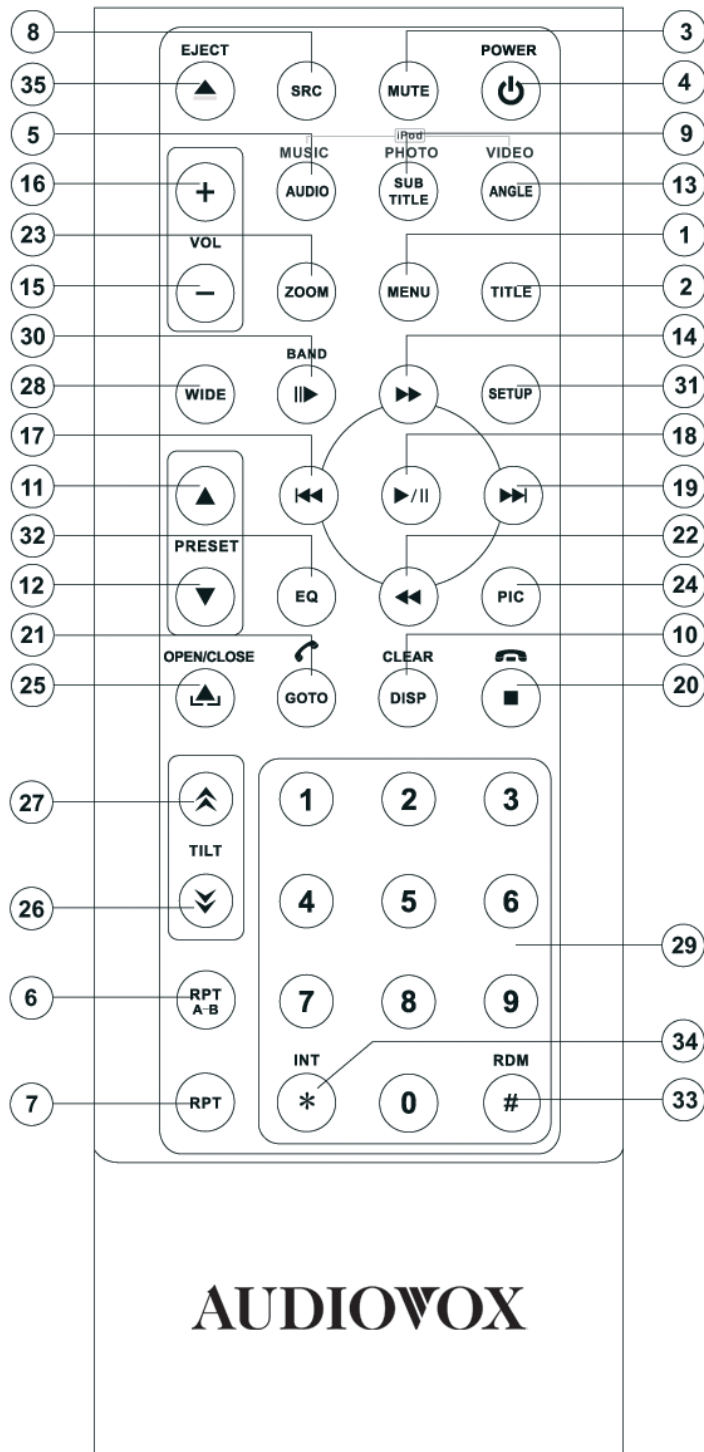 8 3
EJECT POWER
35 SRC MUTE 4
5 iPod 9
MUSIC PHOTO VIDEO
16 + AUDIO SUB TITLE ANGLE 13
23 VOL 1
15 − ZOOM MENU TITLE 2
30 BAND 14
28 WIDE SETUP 31
17 18
11 19
32 PRESET 22
12 EQ PIC 24
21 10
OPEN/CLOSE CLEAR
25 GOTO DISP 20
27 1 2 3
TILT
26 4 5 6
29
6 RPT A-B 7 8 9
INT RDM 34
7 RPT * 0 # 33
AUDIOVOX